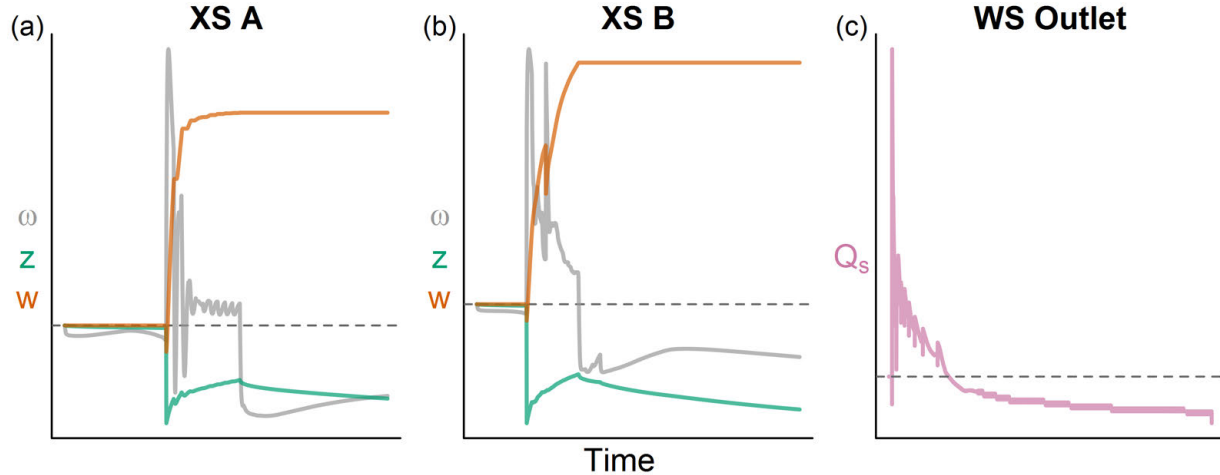 (a) XS A
(b) XS B
(c) WS Outlet
ω
z
w
ω
z
w
Qs
Time